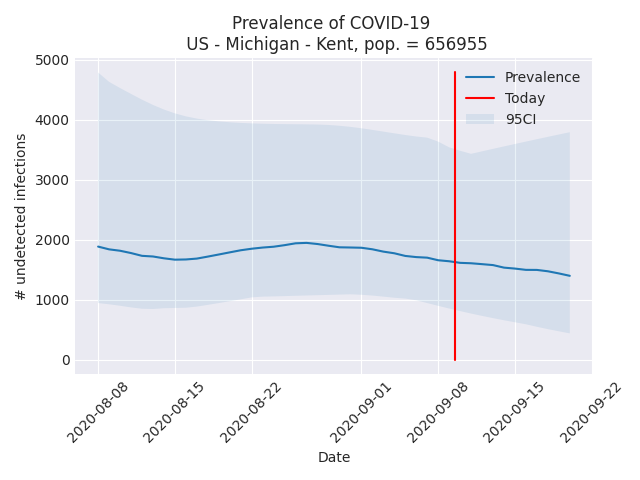 Prevalence of COVID-19
US - Michigan - Kent, pop. = 656955
5000
4000
3000
2000
1000
0
# undetected infections
Prevalence
Today
95CI
2020-08-08
2020-08-15
2020-08-22
2020-09-01
2020-09-08
2020-09-15
2020-09-22
Date